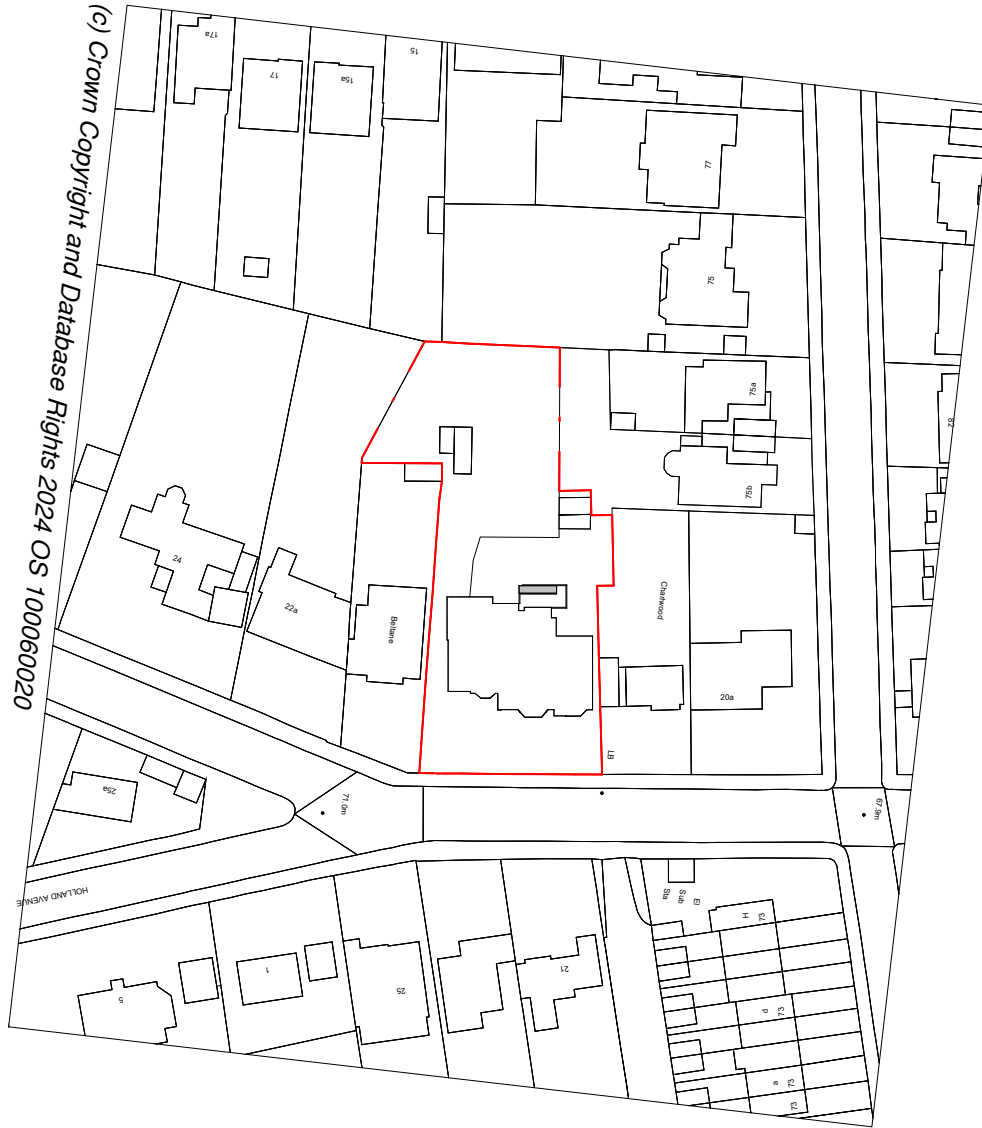 (c) Crown Copyright and Database Rights 2024 OS 100060020
17a
17
15a
15
77
75
75a
75b
82
24
22a
Beltane
Charlwood
20a
LB
71.0m
67.9m
25a
HOLLAND AVENUE
El
Sub
Sta
H
73
d
73
a
73
73
21
25
1
5